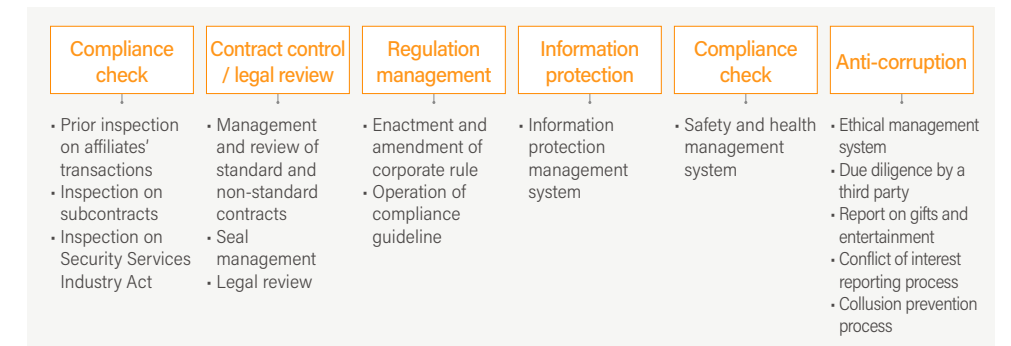 Compliance
check
• Prior inspection
on affiliates’
transactions
• Inspection on
subcontracts
• Inspection on
Security Services
Industry Act
Contract control
/ legal review
• Management
and review of
standard and
non-standard
contracts
• Seal
management
• Legal review
Regulation
management
• Enactment and
amendment of
corporate rule
• Operation of
compliance
guideline
Information
protection
• Information
protection
management
system
Compliance
check
• Safety and health
management
system
Anti-corruption
• Ethical management
system
• Due diligence by a
third party
• Report on gifts and
entertainment
• Conflict of interest
reporting process
• Collusion prevention
process